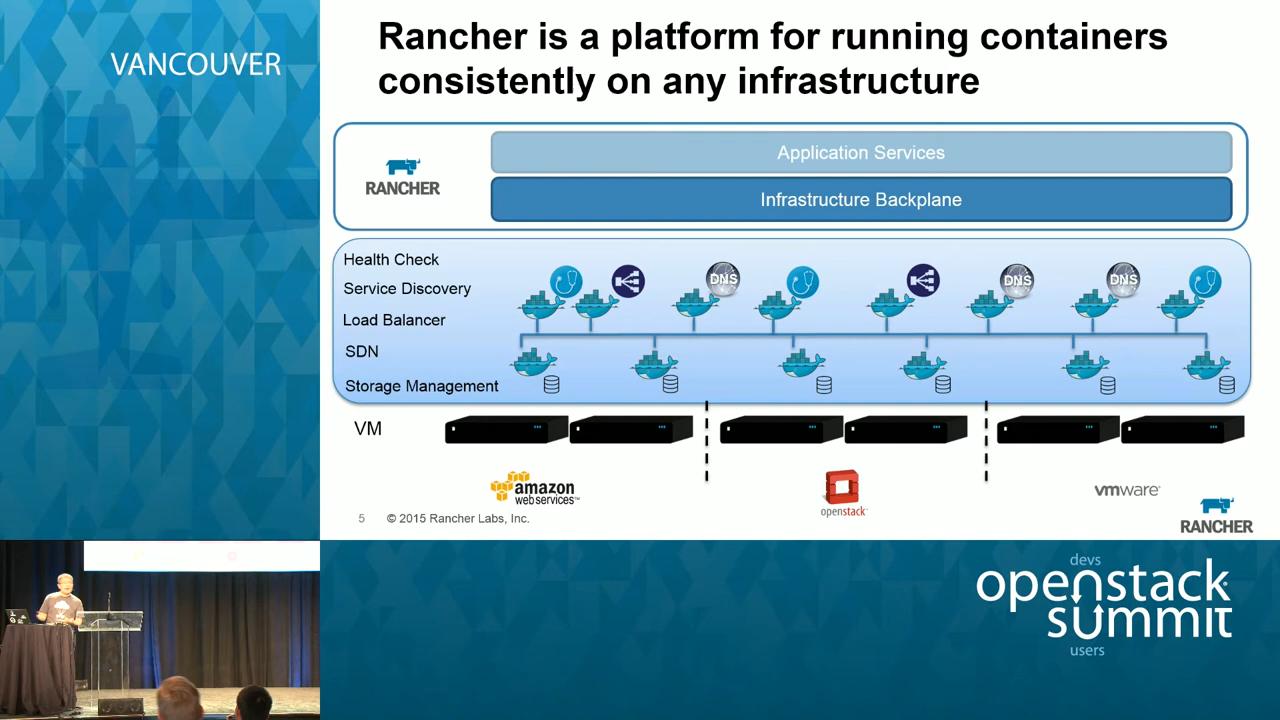 VANCOUVER
Rancher is a platform for running containers
consistently on any infrastructure
RANCHER
Application Services
Infrastructure Backplane
Health Check
Service Discovery
Load Balancer
SDN
Storage Management
DNS
DNS
DNS
VM
amazon
webservices™
openstack
vmware®
5
© 2015 Rancher Labs, Inc.
RANCHER
devs
openstack
summit
users